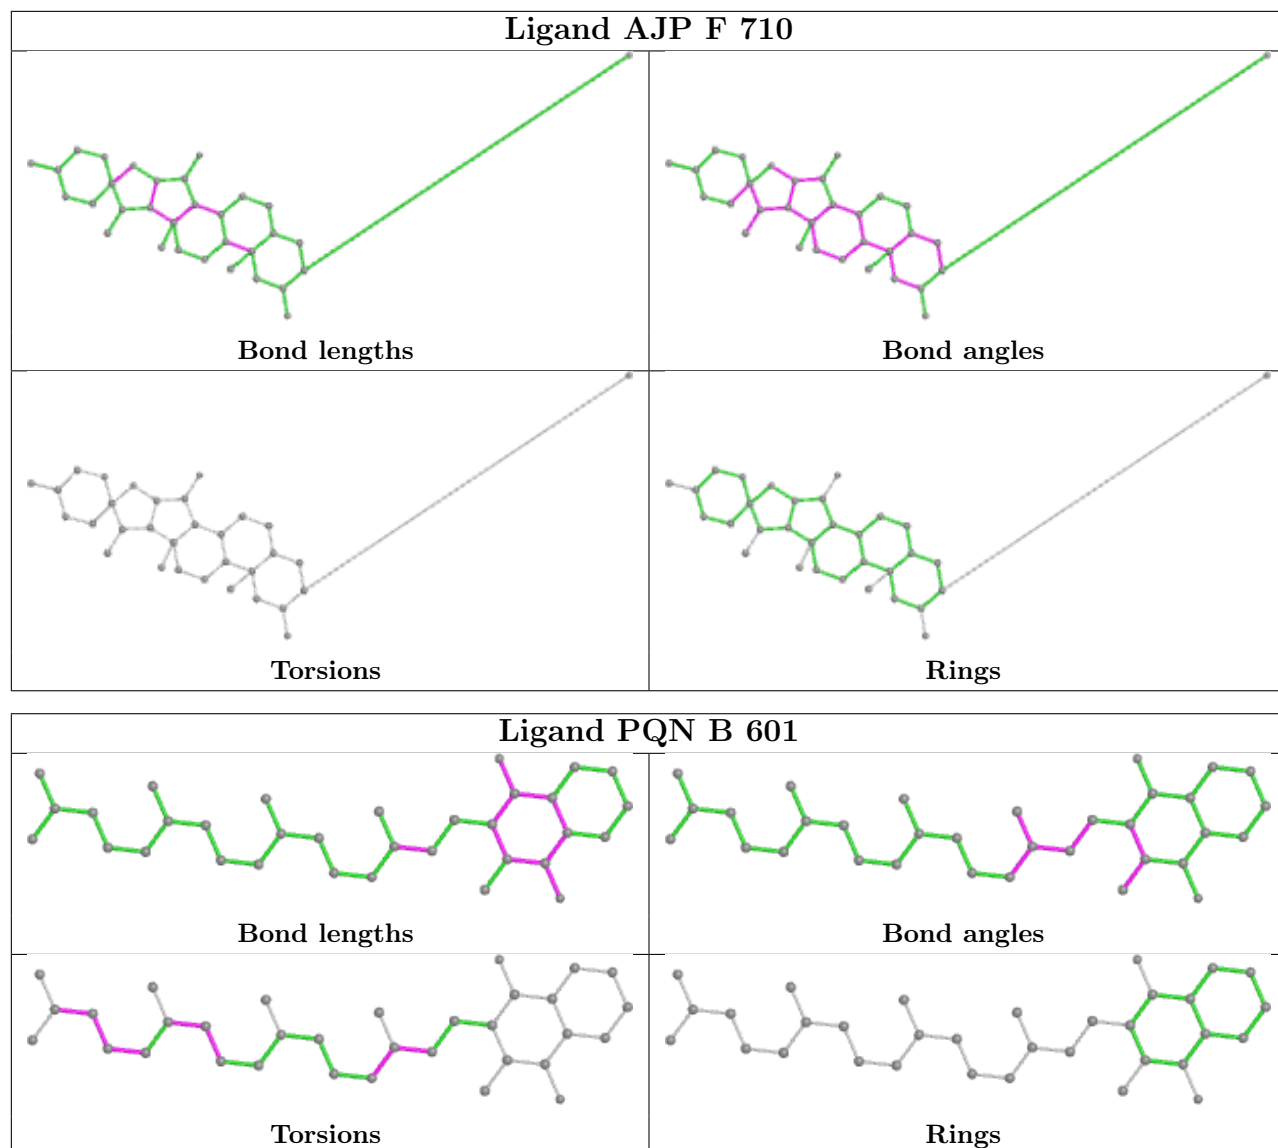 Ligand AJP F 710
Bond lengths
Bond angles
Torsions
Rings
Ligand PQN B 601
Bond lengths
Bond angles
Torsions
Rings